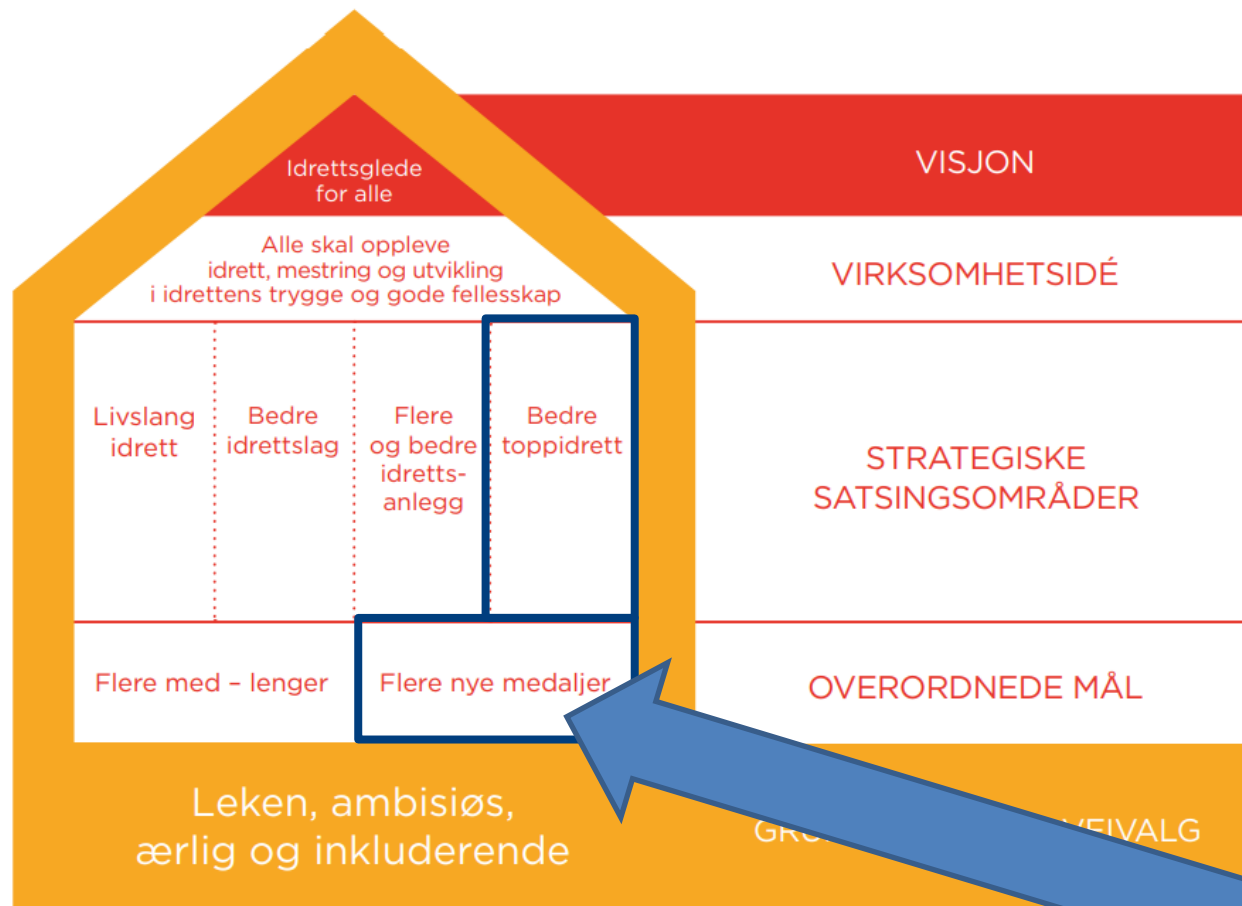 Idrettsglede
for alle
VISJON
Alle skal oppleve
idrett, mestring og utvikling
i idrettens trygge og gode fellesskap
VIRKSOMHETSIDÉ
Livslang
idrett
Bedre
idrettslag
Flere
og bedre
idretts-
anlegg
Bedre
toppidrett
STRATEGISKE
SATSINGSOMRÅDER
Flere med – lenger
Flere nye medaljer
OVERORDNEDE MÅL
Leken, ambisiøs,
ærlig og inkluderende
VEIVALG